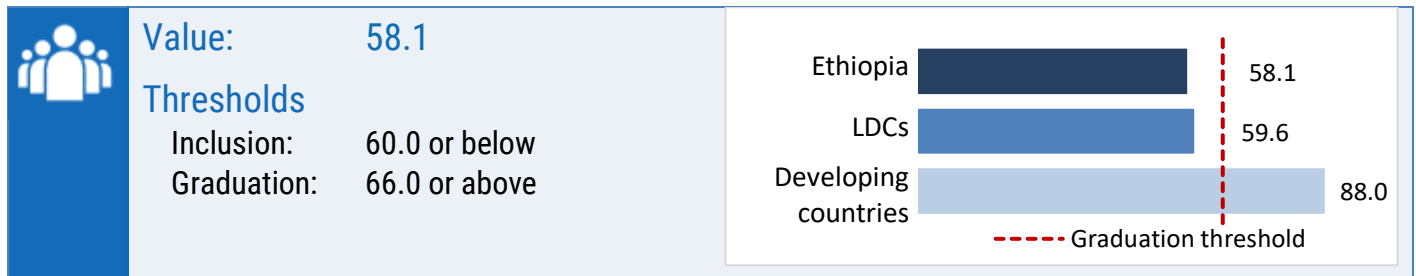 Value: 58.1
Thresholds
Inclusion: 60.0 or below
Graduation: 66.0 or above
Ethiopia 58.1
LDCs 59.6
Developing
countries 88.0
Graduation threshold